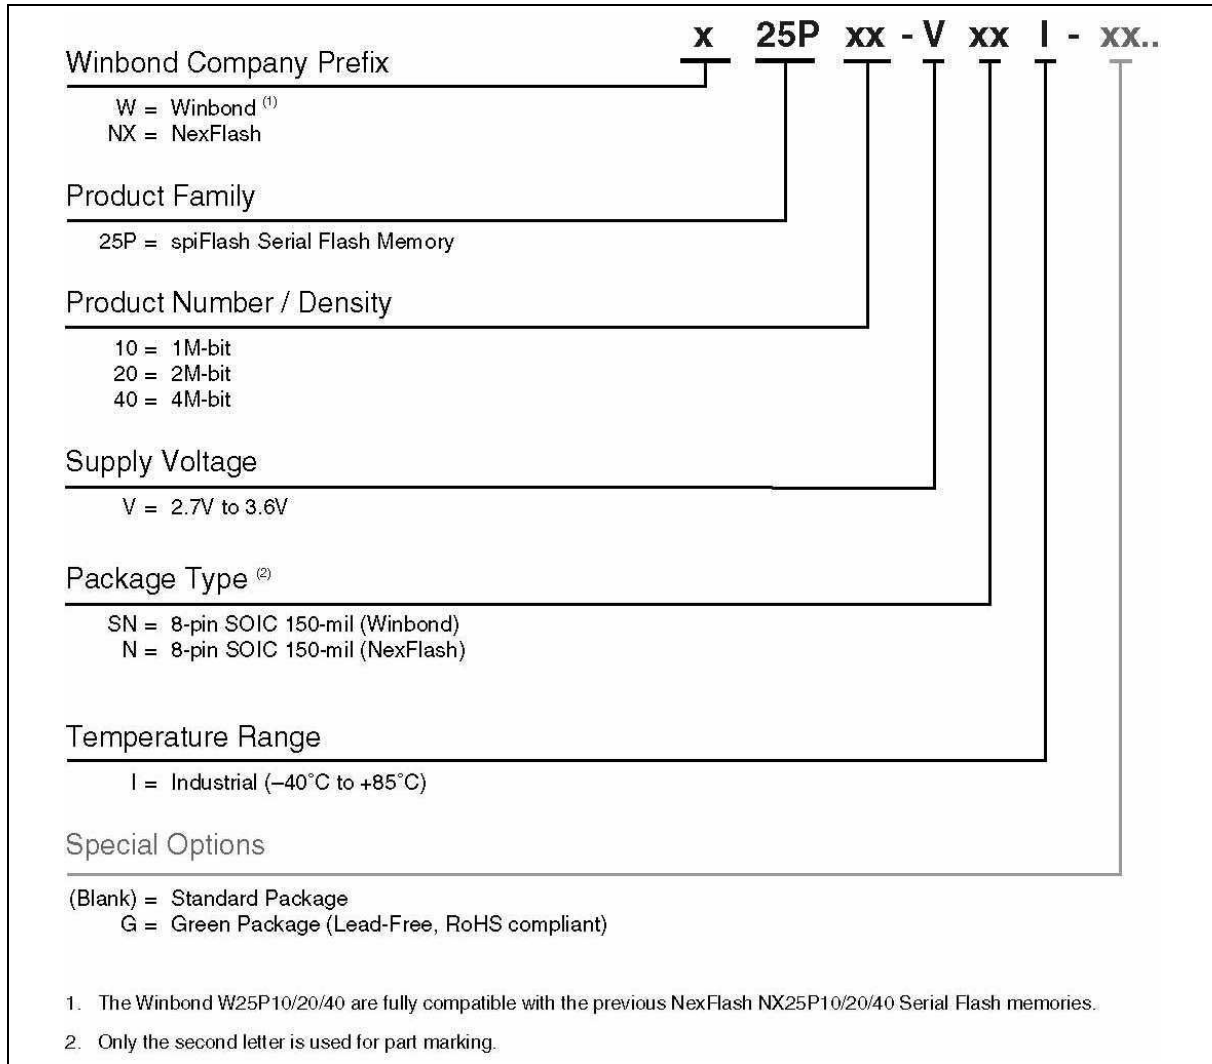 x 25P xx - V xx I - xx..
Winbond Company Prefix
W = Winbond (1)
NX = NexFlash
Product Family
25P = spiFlash Serial Flash Memory
Product Number / Density
10 = 1M-bit
20 = 2M-bit
40 = 4M-bit
Supply Voltage
V = 2.7V to 3.6V
Package Type (2)
SN = 8-pin SOIC 150-mil (Winbond)
N = 8-pin SOIC 150-mil (NexFlash)
Temperature Range
I = Industrial (–40°C to +85°C)
Special Options
(Blank) = Standard Package
G = Green Package (Lead-Free, RoHS compliant)
1. The Winbond W25P10/20/40 are fully compatible with the previous NexFlash NX25P10/20/40 Serial Flash memories.
2. Only the second letter is used for part marking.